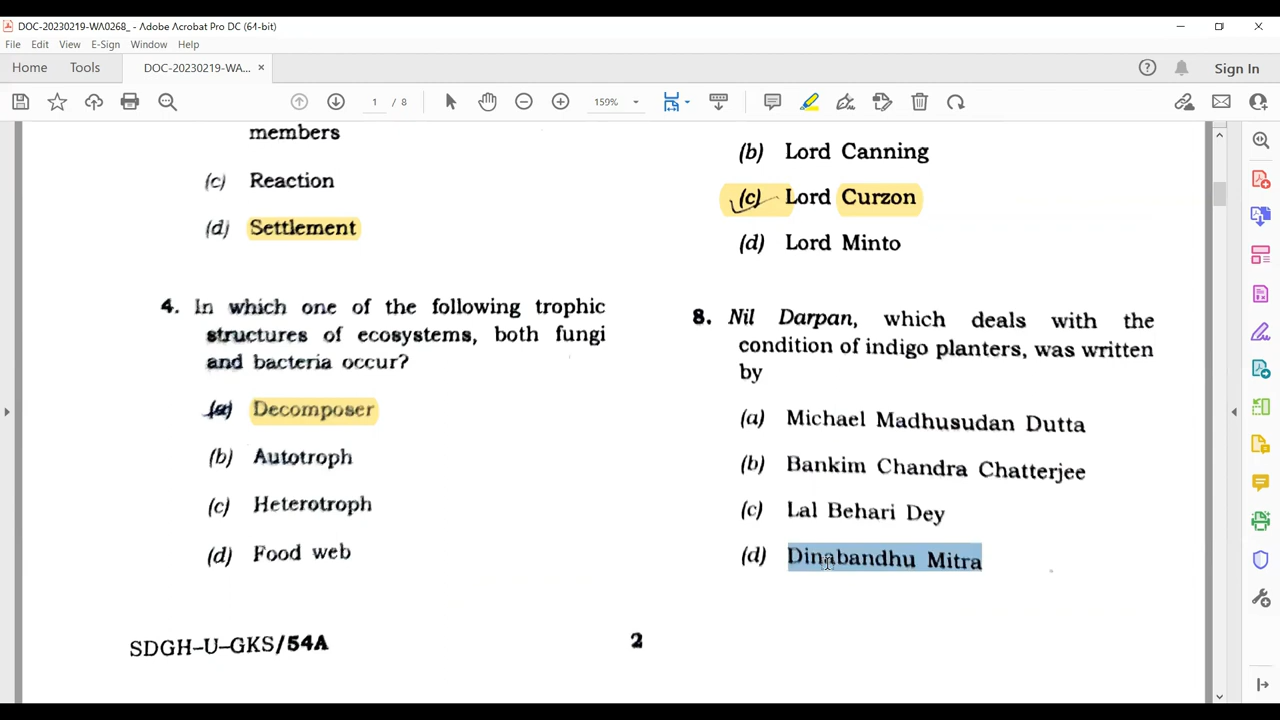 DOC-20230219-WA0268_ - Adobe Acrobat Pro DC (64-bit)
File Edit View E-Sign Window Help
Home Tools DOC-20230219-WA... × Sign In
1 / 8 159%
members
(c) Reaction
(d) Settlement
4. In which one of the following trophic
structures of ecosystems, both fungi
and bacteria occur?
(a) Decomposer
(b) Autotroph
(c) Heterotroph
(d) Food web
SDGH-U-GKS/54A
2
(b) Lord Canning
(c) Lord Curzon
(d) Lord Minto
8. Nil Darpan, which deals with the
condition of indigo planters, was written
by
(a) Michael Madhusudan Dutta
(b) Bankim Chandra Chatterjee
(c) Lal Behari Dey
(d) Dinabandhu Mitra